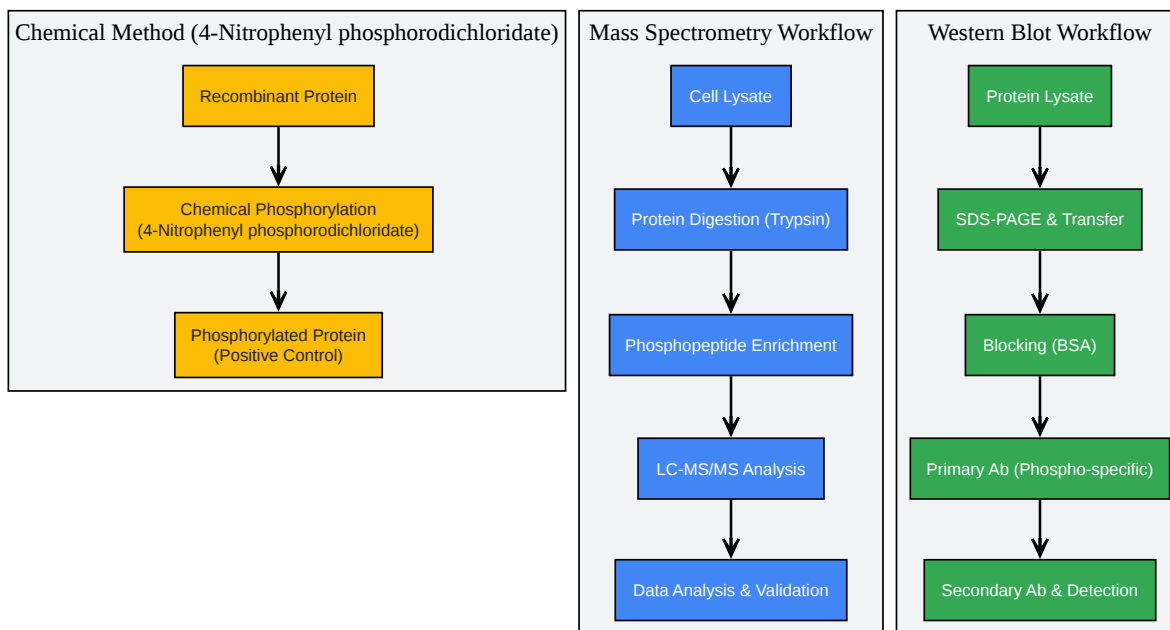 Chemical Method (4-Nitrophenyl phosphorodichloridate)
Recombinant Protein
Chemical Phosphorylation
(4-Nitrophenyl phosphorodichloridate)
Phosphorylated Protein
(Positive Control)
Mass Spectrometry Workflow
Cell Lysate
Protein Digestion (Trypsin)
Phosphopeptide Enrichment
LC-MS/MS Analysis
Data Analysis & Validation
Western Blot Workflow
Protein Lysate
SDS-PAGE & Transfer
Blocking (BSA)
Primary Ab (Phospho-specific)
Secondary Ab & Detection